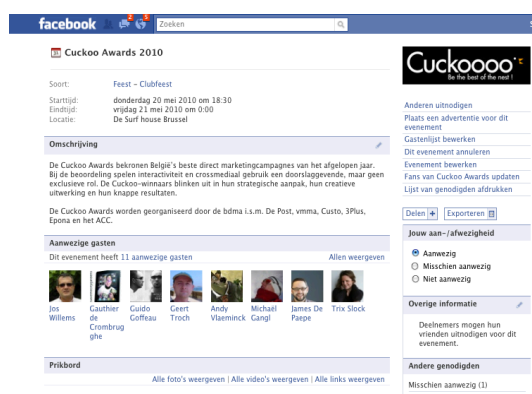 facebook
2
5
Zoeken
Cuckoo Awards 2010
Soort: Feest - Clubfeest
Starttijd: donderdag 20 mei 2010 om 18:30
Eindtijd: vrijdag 21 mei 2010 om 0:00
Locatie: De Surf house Brussel
Omschrijving
De Cuckoo Awards bekronen België's beste direct marketingcampagnes van het afgelopen jaar.
Bij de beoordeling spelen interactiviteit en crossmediaal gebruik een doorslaggevende, maar geen
exclusieve rol. De Cuckoo-winnaars blinken uit in hun strategische aanpak, hun creatieve
uitwerking en hun knappe resultaten.
De Cuckoo Awards worden georganiseerd door de bdma i.s.m. De Post, vmma, Custo, 3Plus,
Epona en het ACC.
Aanwezige gasten
Dit evenement heeft 11 aanwezige gasten Allen weergeven
Jos
Willems
Gauthier
de
Crombrug
ghe
Guido
Goffeau
Geert
Troch
Andy
Vlaeminck
Michaël
Gangl
James De
Paepe
Trix Slock
Prikbord
Alle foto's weergeven | Alle video's weergeven | Alle links weergeven
Cuckoooo
Be the best of the nest !
Anderen uitnodigen
Plaats een advertentie voor dit
evenement
Gastenlijst bewerken
Dit evenement annuleren
Evenement bewerken
Fans van Cuckoo Awards updaten
Lijst van genodigden afdrukken
Delen + Exporteren
Jouw aan-/afwezigheid
Aanwezig
Misschien aanwezig
Niet aanwezig
Overige informatie
Deelnemers mogen hun
vrienden uitnodigen voor dit
evenement.
Andere genodigden
Misschien aanwezig (1)